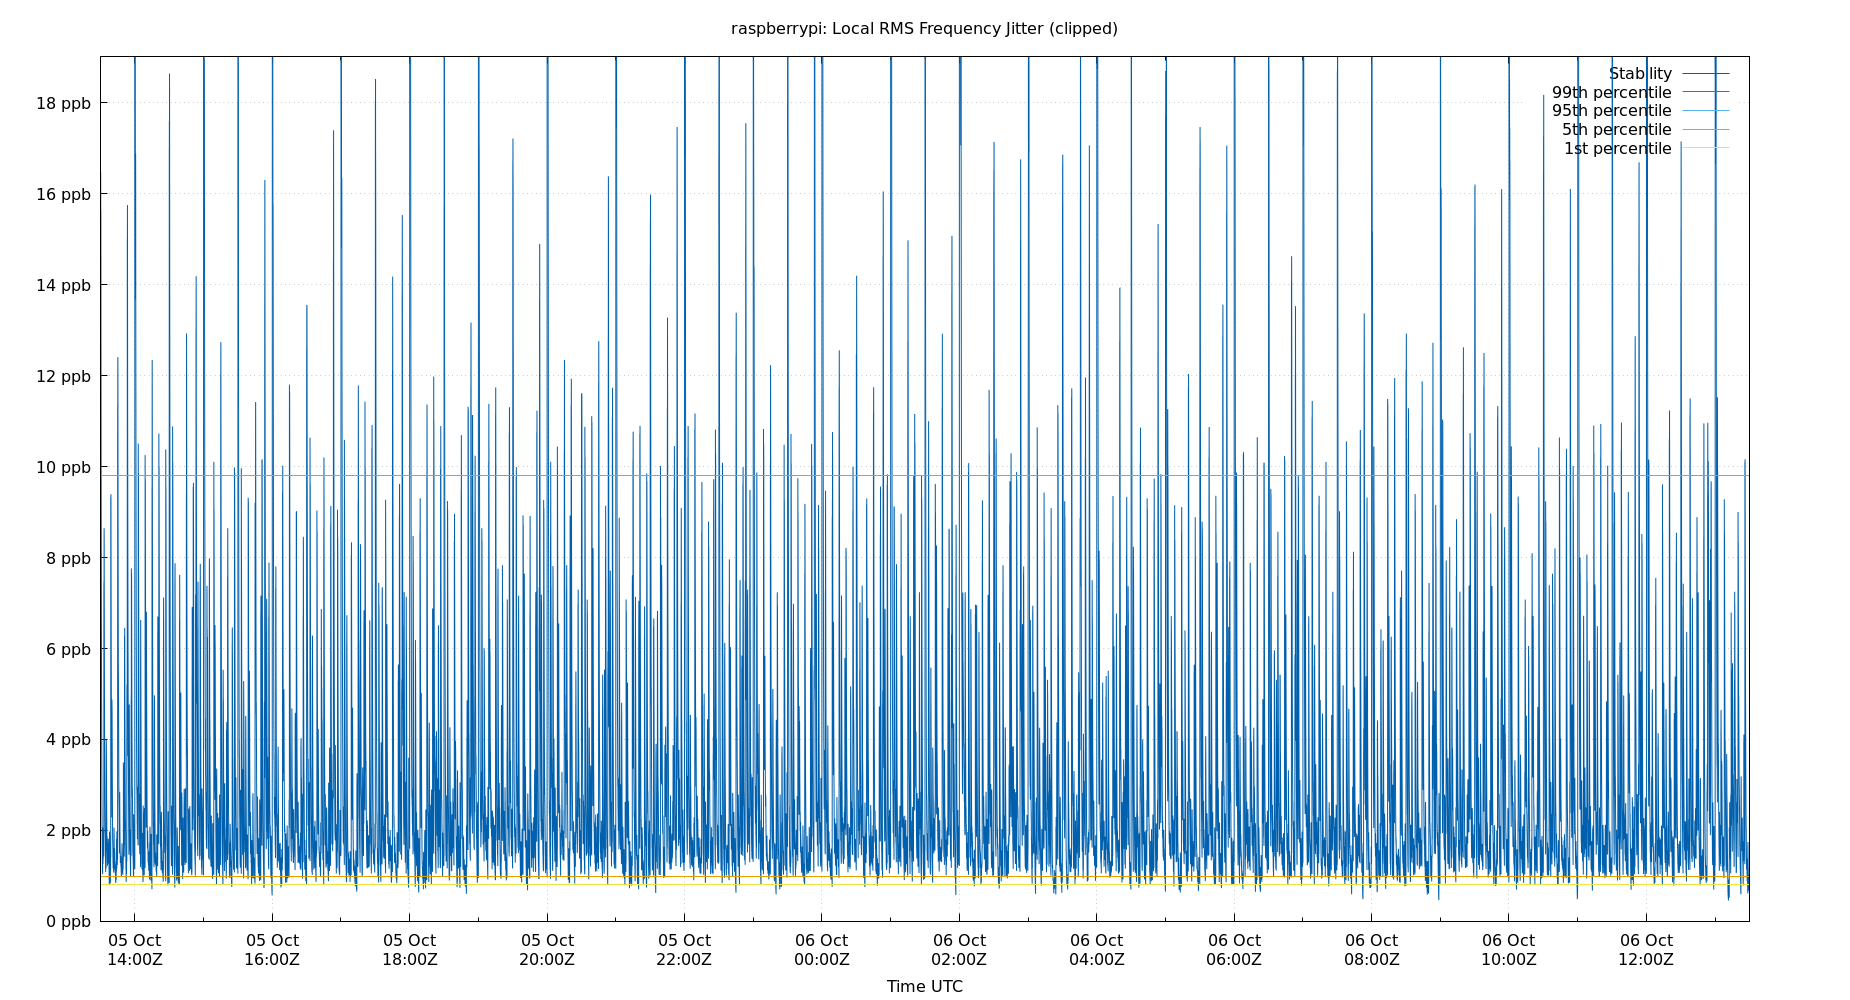 raspberrypi: Local RMS Frequency Jitter (clipped)
Stability
99th percentile
95th percentile
5th percentile
1st percentile
18 ppb
16 ppb
14 ppb
12 ppb
10 ppb
8 ppb
6 ppb
4 ppb
2 ppb
0 ppb
05 Oct 05 Oct 05 Oct 05 Oct 05 Oct 06 Oct 06 Oct 06 Oct 06 Oct 06 Oct 06 Oct 06 Oct
14:00Z 16:00Z 18:00Z 20:00Z 22:00Z 00:00Z 02:00Z 04:00Z 06:00Z 08:00Z 10:00Z 12:00Z
Time UTC